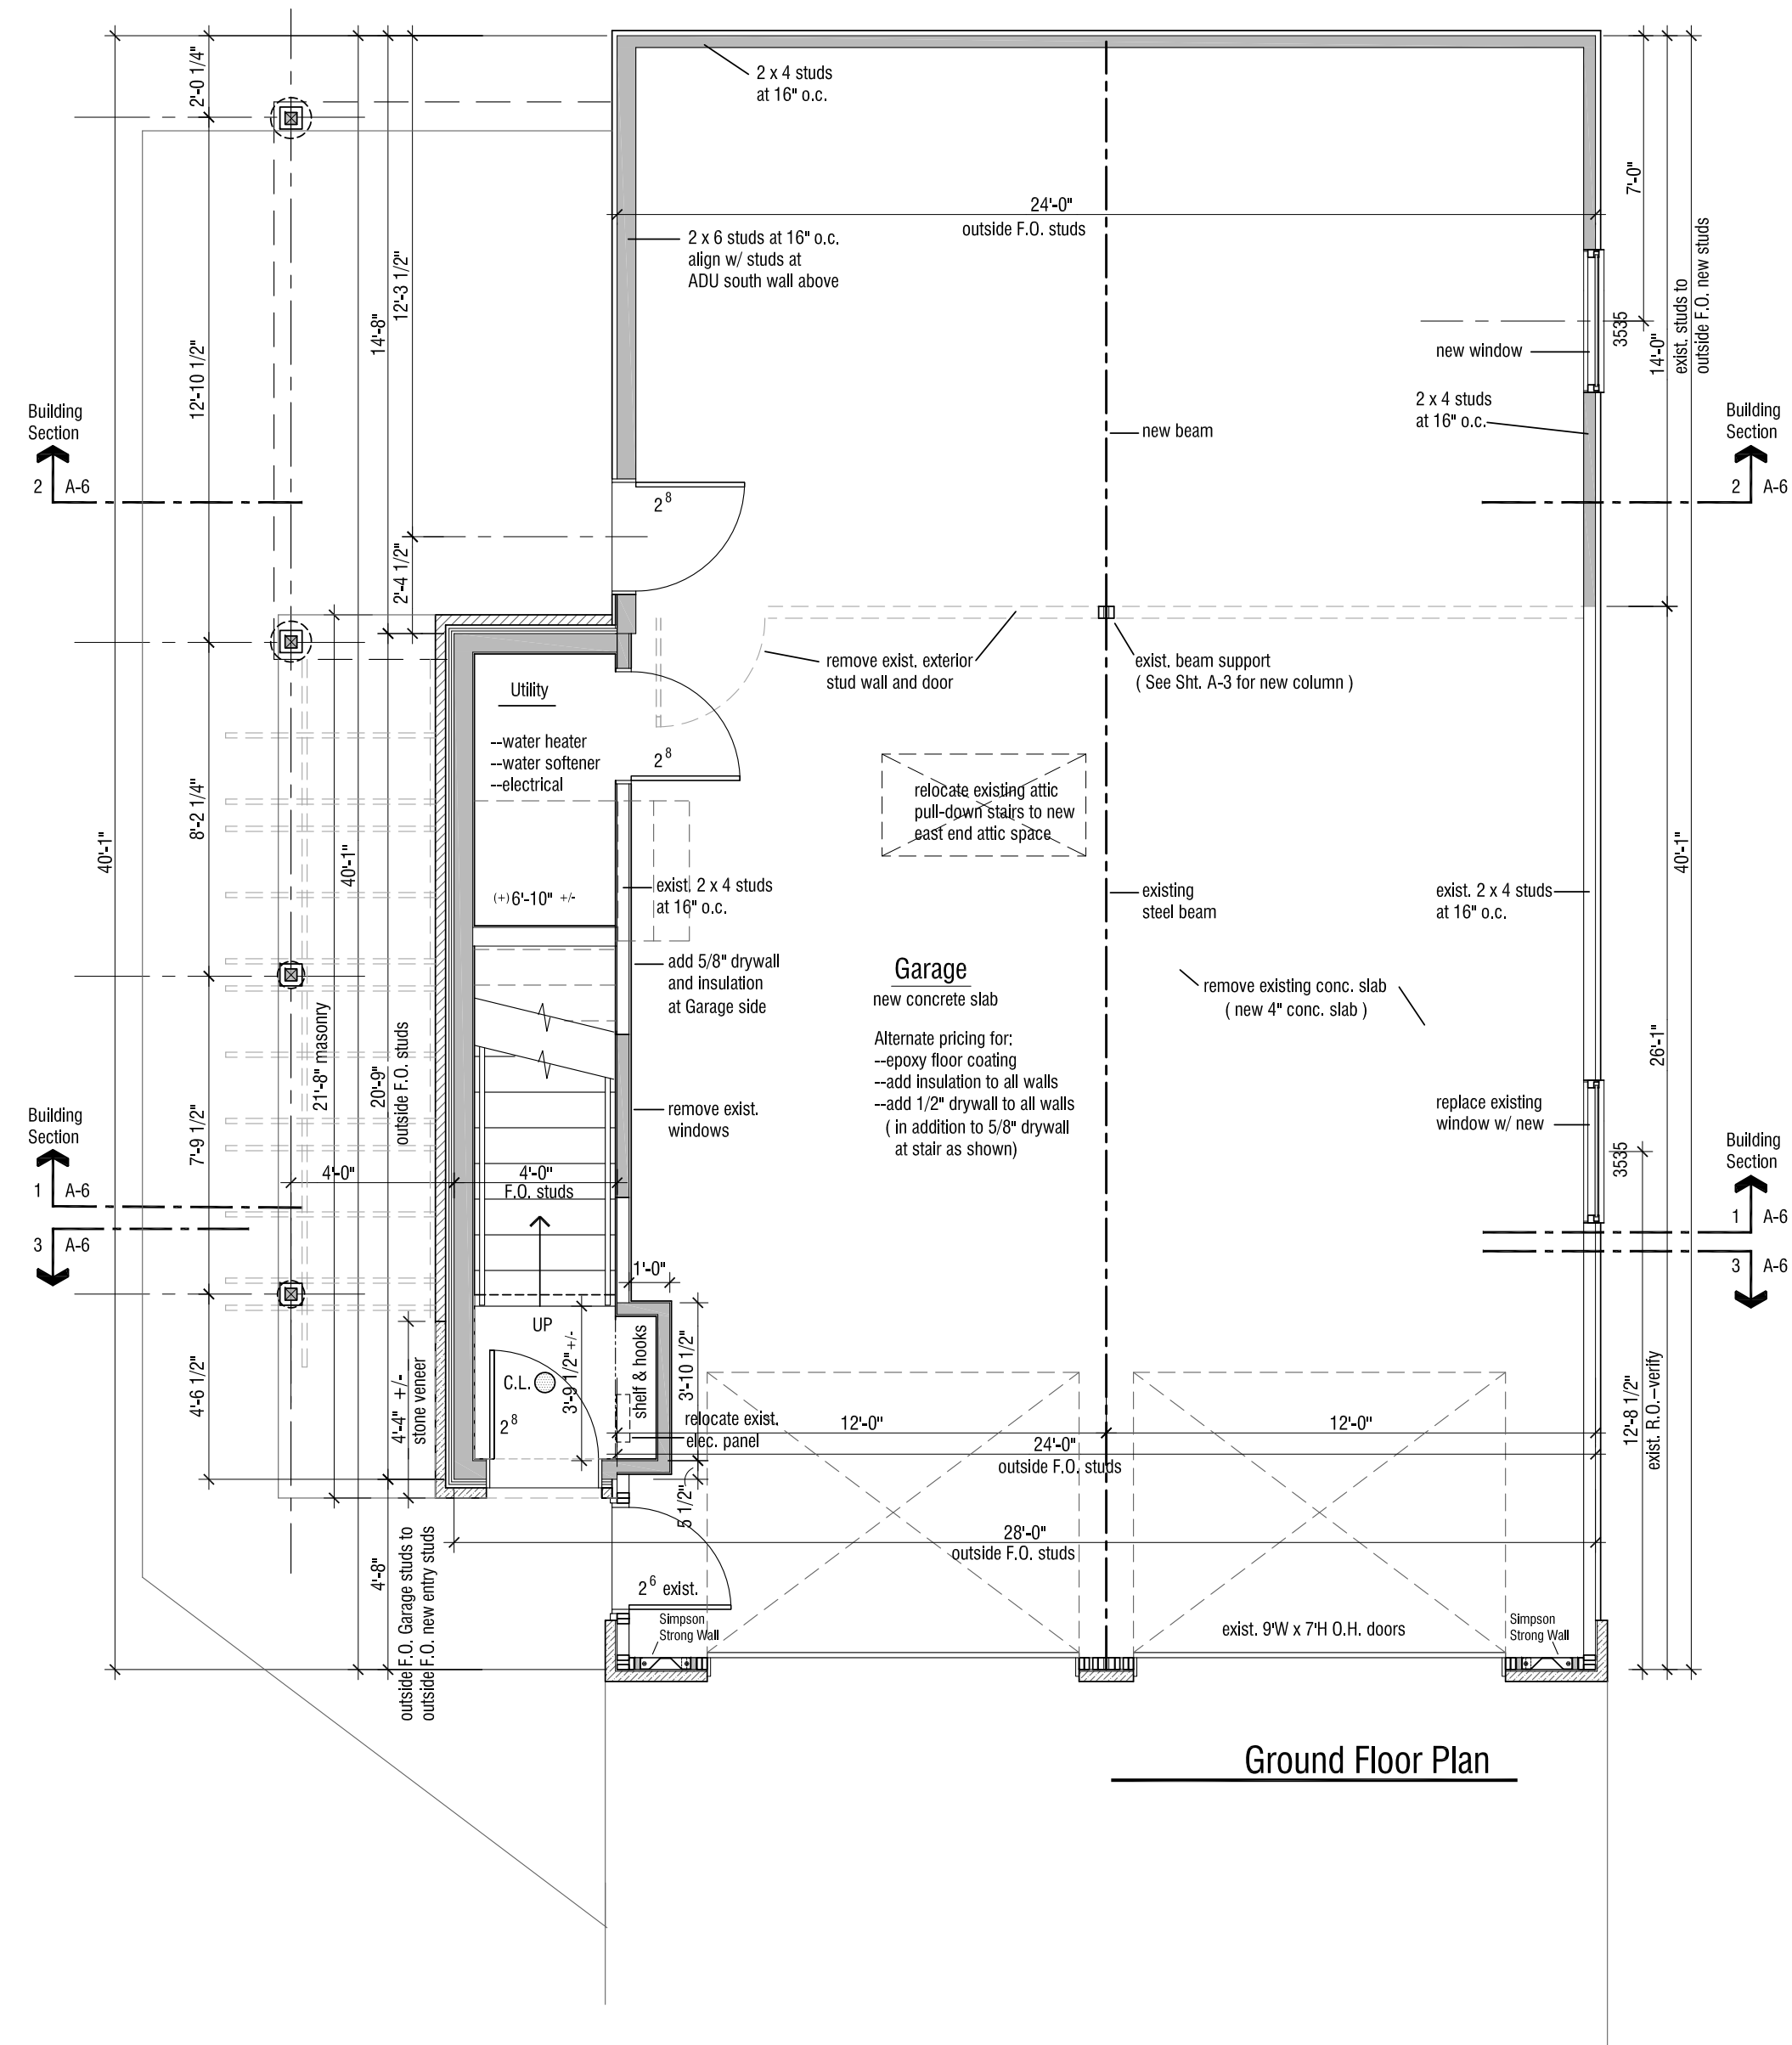 2'-0 1/4"
12'-10 1/2"
8'-2 1/4"
7'-9 1/2"
4'-6 1/2"
40'-1"
40'-1"
14'-8"
12'-3 1/2"
2'-4 1/2"
21'-8" masonry
20'-9"
outside F.O. studs
4'-4" +/-
stone vener
4'-8"
outside F.O. Garage studs to
outside F.O. new entry studs
Building
Section
2 A-6
Building
Section
1 A-6
3 A-6
4'-0"
4'-0"
F.O. studs
2 x 4 studs
at 16" o.c.
24'-0"
outside F.O. studs
2 x 6 studs at 16" o.c.
align w/ studs at
ADU south wall above
new beam
new window
2 x 4 studs
at 16" o.c.
2 8
remove exist. exterior
stud wall and door
exist. beam support
( See Sht. A-3 for new column )
Utility
--water heater
--water softener
--electrical
2 8
(+) 6'-10" +/-
relocate existing attic
pull-down stairs to new
east end attic space
exist. 2 x 4 studs
at 16" o.c.
existing
steel beam
exist. 2 x 4 studs
at 16" o.c.
add 5/8" drywall
and insulation
at Garage side
Garage
new concrete slab
Alternate pricing for:
--epoxy floor coating
--add insulation to all walls
--add 1/2" drywall to all walls
( in addition to 5/8" drywall
at stair as shown)
remove existing conc. slab
( new 4" conc. slab )
remove exist.
windows
replace existing
window w/ new
1'-0"
UP
C.L.
2 8
3'-9 1/2" +/-
shelf & hooks
3'-10 1/2"
relocate exist.
elec. panel
5 1/2"
12'-0"
12'-0"
24'-0"
outside F.O. studs
28'-0"
outside F.O. studs
2 6 exist.
Simpson
Strong Wall
exist. 9'W x 7'H O.H. doors
Simpson
Strong Wall
7'-0"
3535
14'-0"
exist. studs to
outside F.O. new studs
Building
Section
2 A-6
40'-1"
26'-1"
3535
Building
Section
1 A-6
3 A-6
12'-8 1/2"
exist. R.O.--verify
Ground Floor Plan